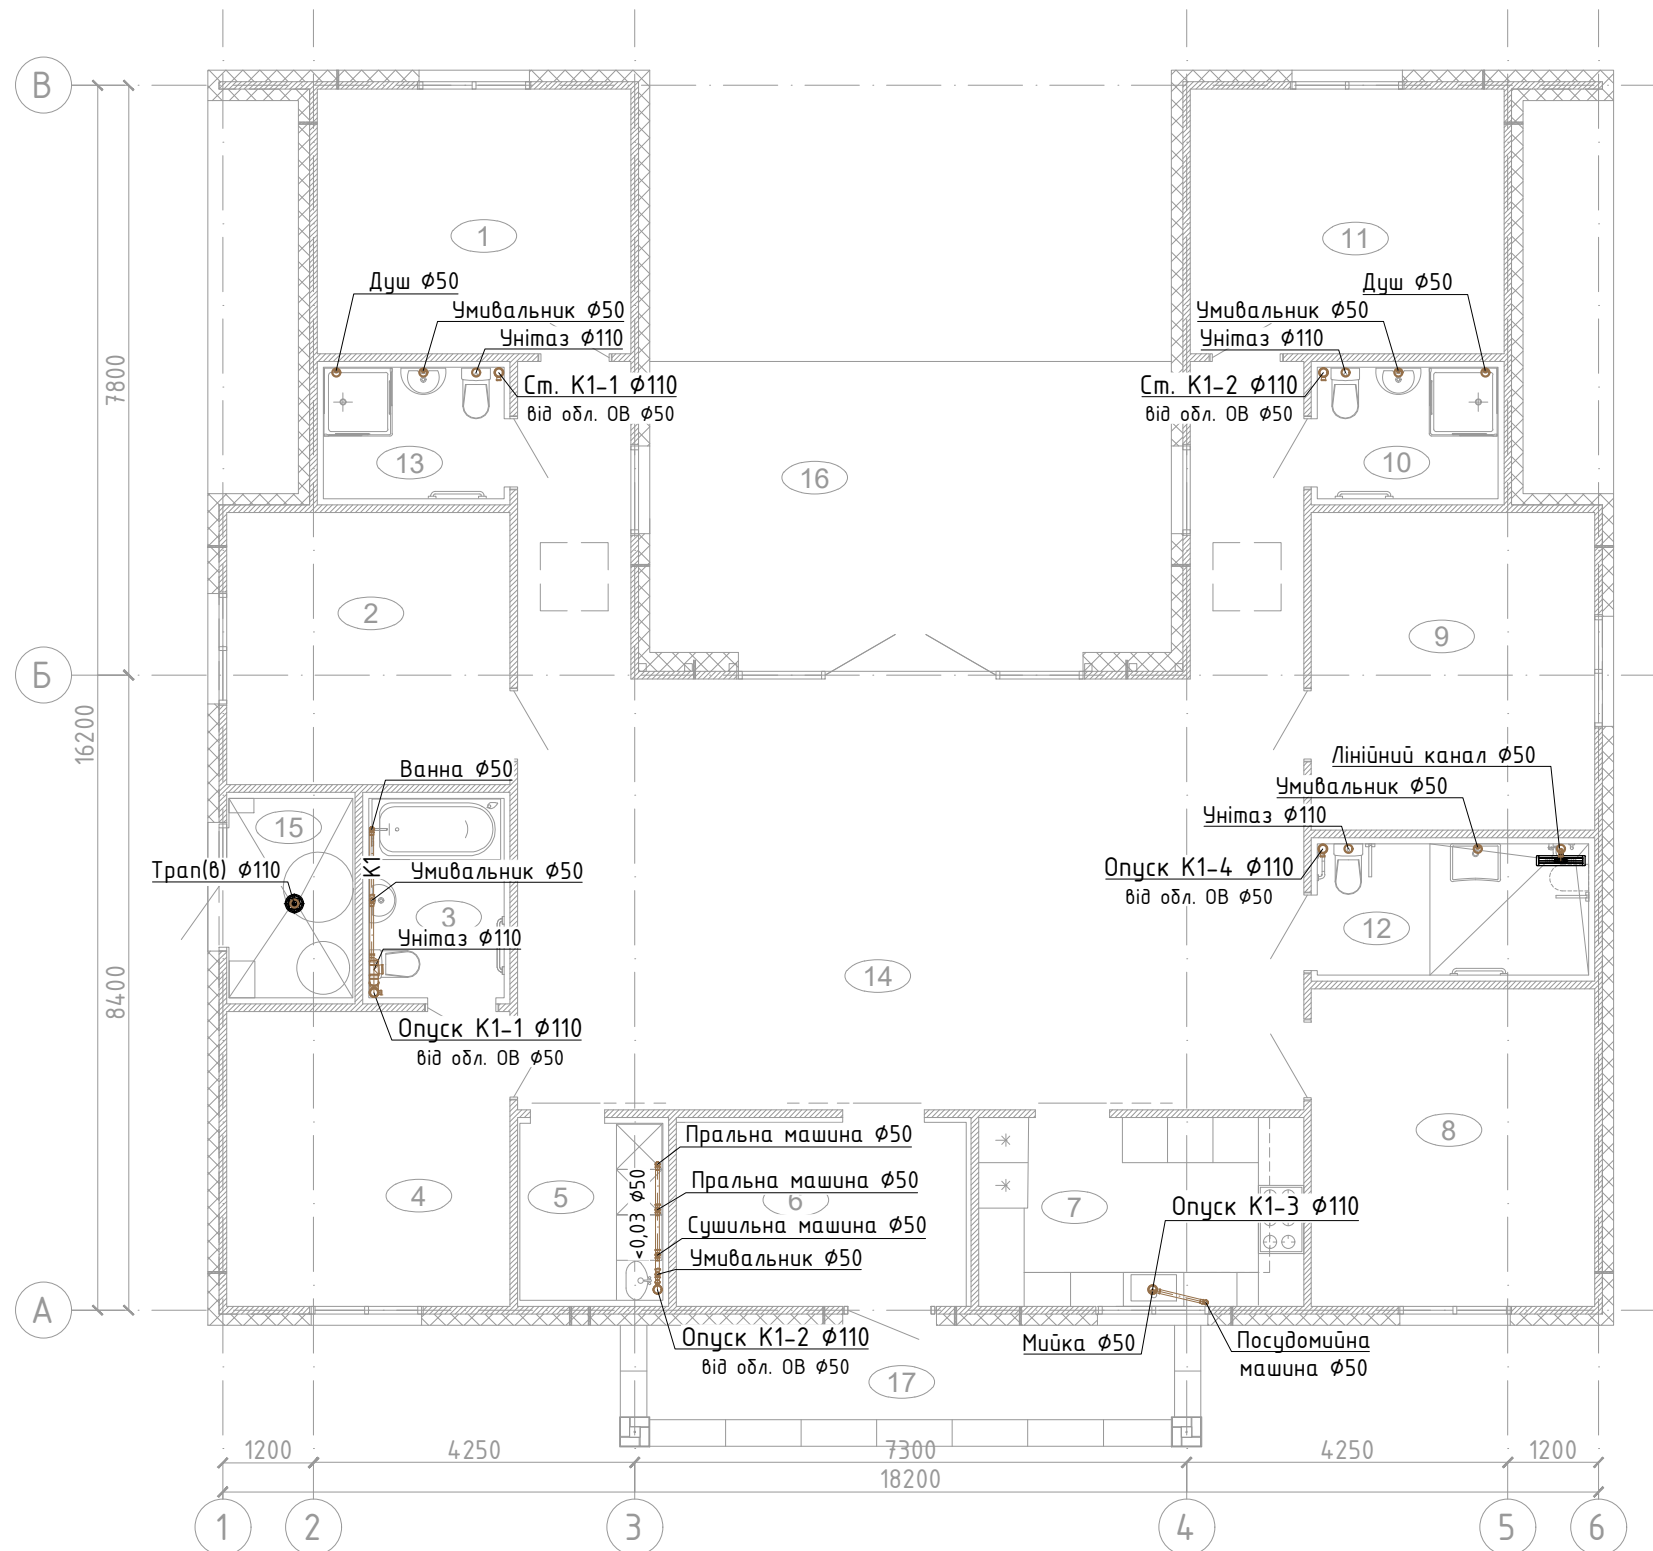 В
1
11
Душ Ø50
Умивальник Ø50
Унітаз Ø110
Ст. К1-1 Ø110
від обл. ОВ Ø50
Душ Ø50
Умивальник Ø50
Унітаз Ø110
Ст. К1-2 Ø110
від обл. ОВ Ø50
7800
13
16
10
2
9
Б
16200
Ванна Ø50
15
К1
Трап(в) Ø110
Умивальник Ø50
3
Унітаз Ø110
Опуск К1-1 Ø110
від обл. ОВ Ø50
Лінійний канал Ø50
Умивальник Ø50
Унітаз Ø110
Опуск К1-4 Ø110
від обл. ОВ Ø50
12
14
8400
8
4
5
<0,03 Ø50
Пральна машина Ø50
Пральна машина Ø50
6
Сушильна машина Ø50
Умивальник Ø50
7
Опуск К1-3 Ø110
А
Опуск К1-2 Ø110
від обл. ОВ Ø50
Мийка Ø50
Посудомийна
машина Ø50
17
1200
4250
7300
4250
1200
18200
1
2
3
4
5
6